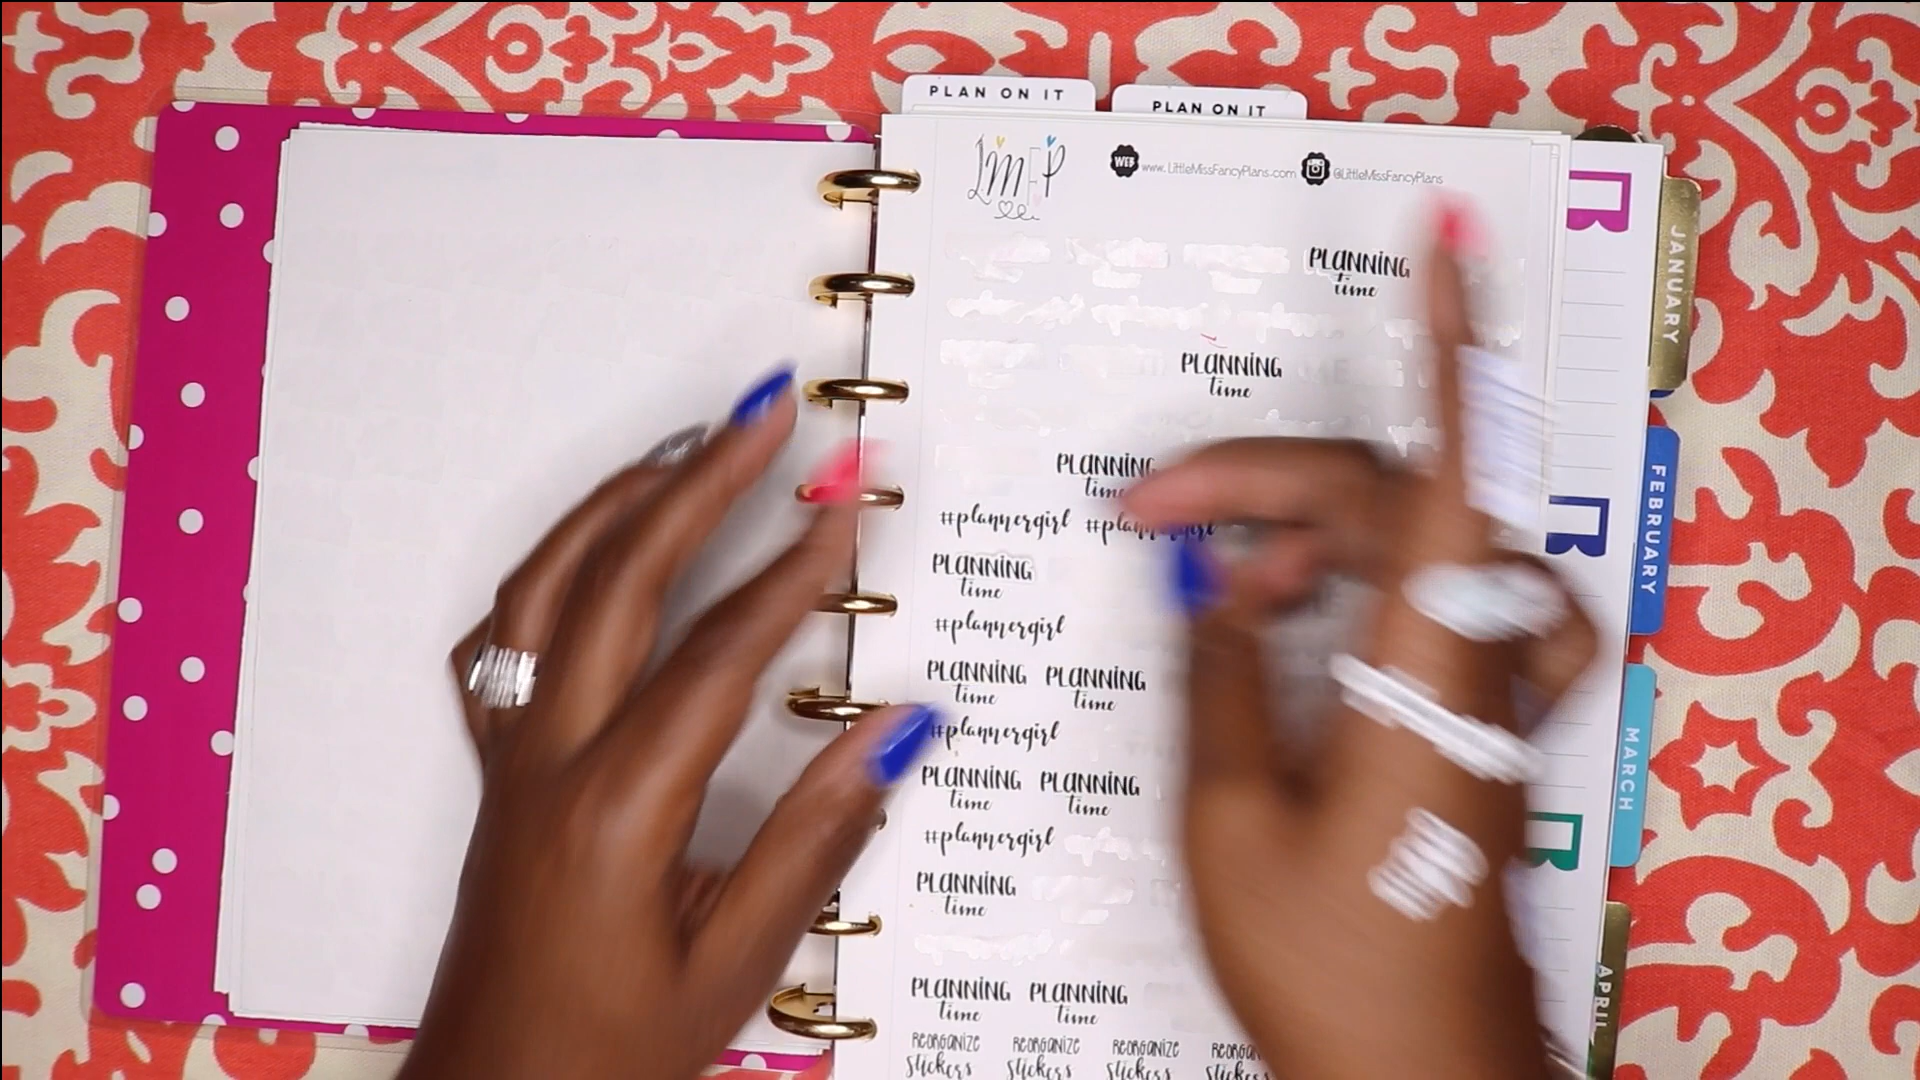 PLAN ON IT
PLAN ON IT
LMFP
WEB www.LittleMissFancyPlans.com @LittleMissFancyPlans
PLANNING
time
PLANNING
time
PLANNING
time
#plannergirl #plannergirl
PLANNING
time
#plannergirl
PLANNING PLANNING
time time
#plannergirl
PLANNING PLANNING
time time
#plannergirl
PLANNING
time
PLANNING PLANNING
time time
REORGANIZE REORGANIZE REORGANIZE
stickers stickers stickers stickers
JANUARY
FEBRUARY
MARCH
APRIL